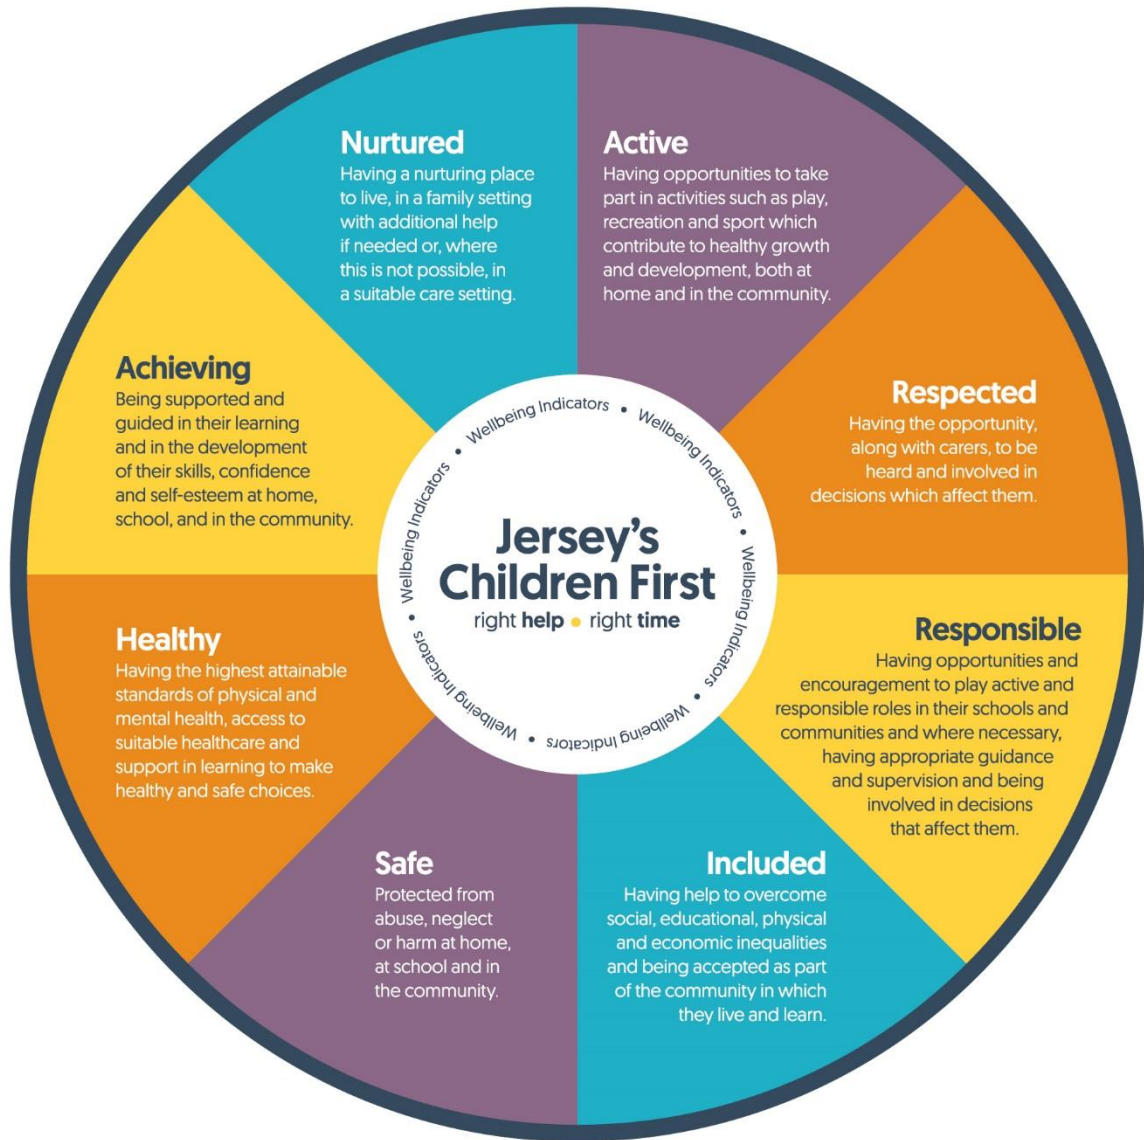 Nurtured
Having a nurturing place
to live, in a family setting
with additional help
if needed or, where
this is not possible, in
a suitable care setting.
Active
Having opportunities to take
part in activities such as play,
recreation and sport which
contribute to healthy growth
and development, both at
home and in the community.
Respected
Having the opportunity,
along with carers, to be
heard and involved in
decisions which affect them.
Responsible
Having opportunities and
encouragement to play active and
responsible roles in their schools and
communities and where necessary,
having appropriate guidance
and supervision and being
involved in decisions
that affect them.
Included
Having help to overcome
social, educational, physical
and economic inequalities
and being accepted as part
of the community in which
they live and learn.
Safe
Protected from
abuse, neglect
or harm at home,
at school and in
the community.
Healthy
Having the highest attainable
standards of physical and
mental health, access to
suitable healthcare and
support in learning to make
healthy and safe choices.
Achieving
Being supported and
guided in their learning
and in the development
of their skills, confidence
and self-esteem at home,
school, and in the community.
Wellbeing Indicators • Wellbeing Indicators • Wellbeing Indicators • Wellbeing Indicators • Wellbeing Indicators • Wellbeing Indicators •
Jersey's
Children First
right help • right time